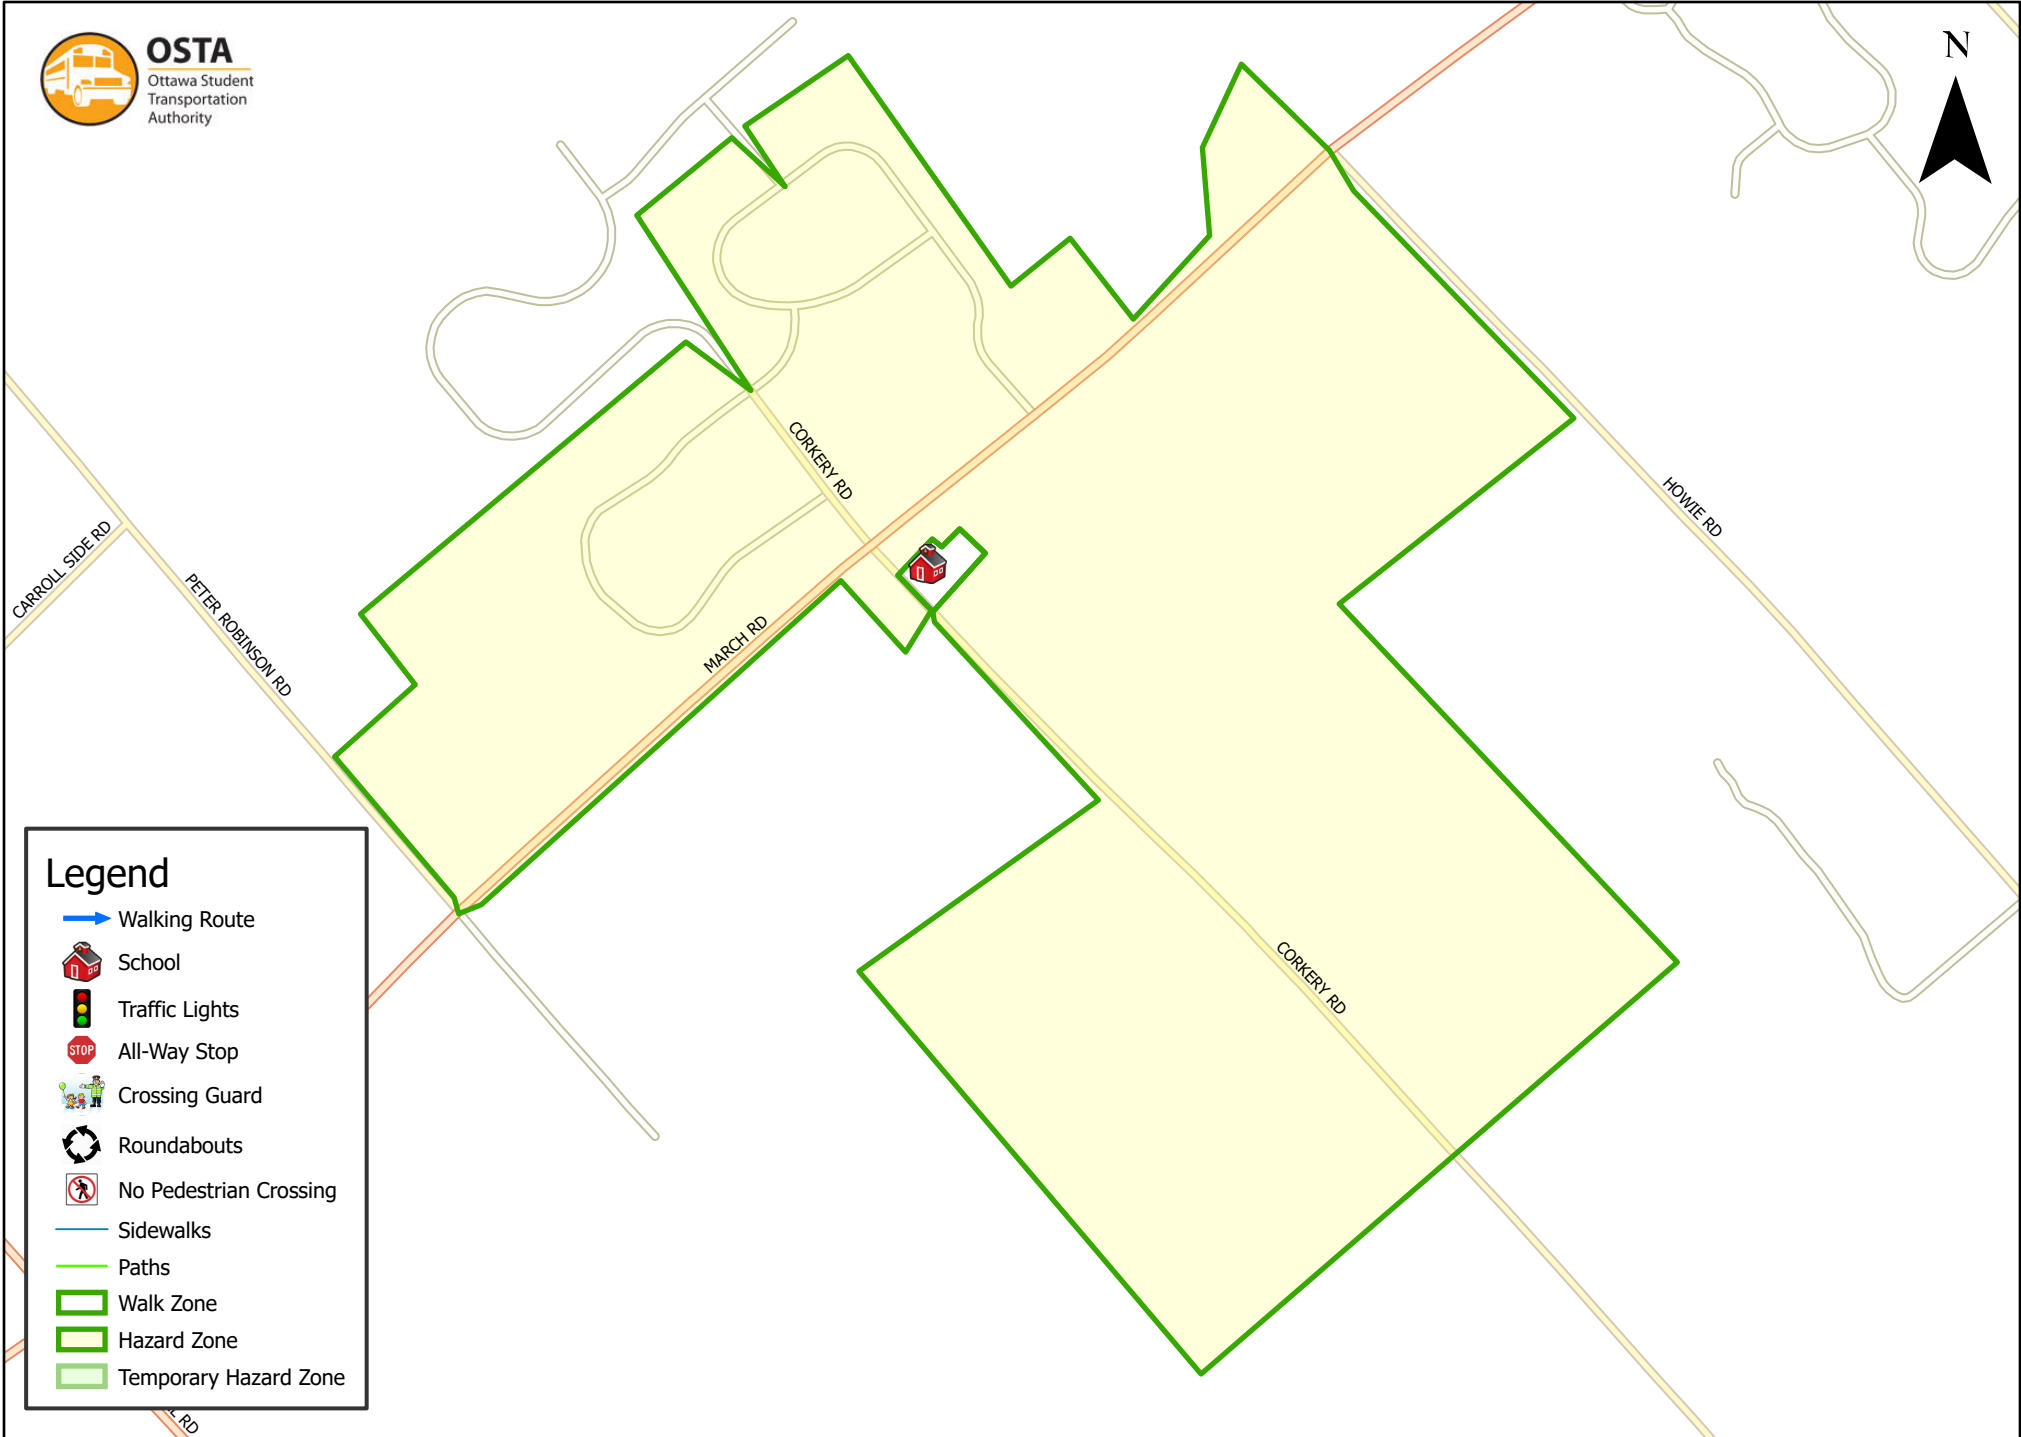 OSTA
Ottawa Student
Transportation
Authority
N
CORKERY RD
HOWIE RD
CARROLL SIDE RD
PETER ROBINSON RD
MARCH RD
CORKERY RD
Legend
Walking Route
School
Traffic Lights
STOP All-Way Stop
Crossing Guard
Roundabouts
No Pedestrian Crossing
Sidewalks
Paths
Walk Zone
Hazard Zone
Temporary Hazard Zone
RD